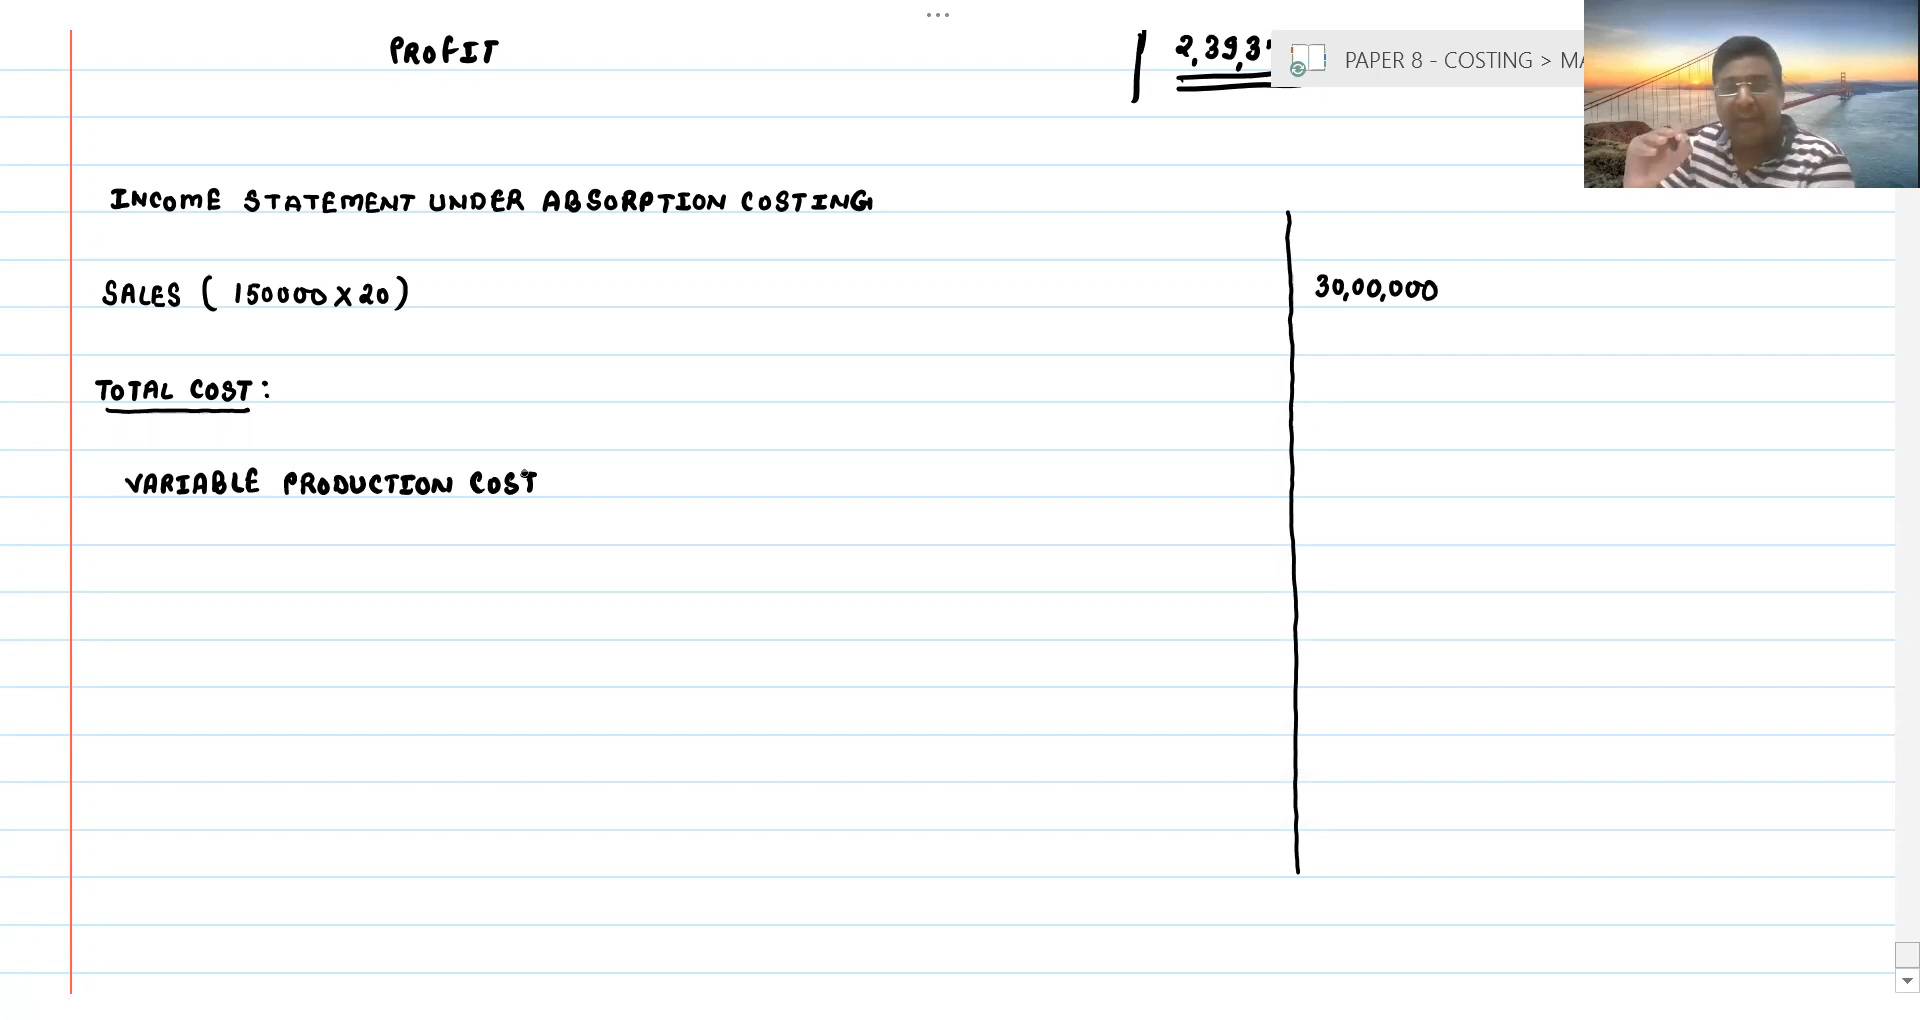 PROFIT 2,39,3
PAPER 8 - COSTING >
INCOME STATEMENT UNDER ABSORPTION COSTING
SALES ( 150000 X 20 ) 30,00,000
TOTAL COST :
VARIABLE PRODUCTION COST